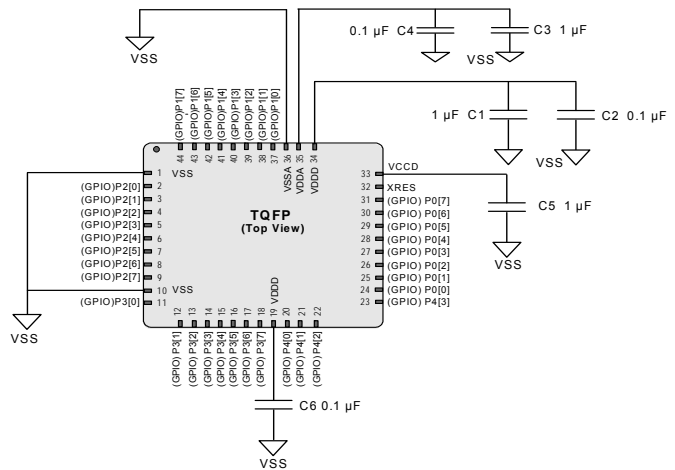 0.1 µF C4
C3 1 µF
VSS
VSS
1 µF C1
C2 0.1 µF
VSS
(GPIO)P1[7]
(GPIO)P1[6]
(GPIO)P1[5]
(GPIO)P1[4]
(GPIO)P1[3]
(GPIO)P1[2]
(GPIO)P1[1]
(GPIO)P1[0]
44
43
42
41
40
39
38
37
36
35
34
VSSA
VDDA
VDDD
TQFP
(Top View)
1 VSS
(GPIO)P2[0] 2
(GPIO)P2[1] 3
(GPIO)P2[2] 4
(GPIO)P2[3] 5
(GPIO)P2[4] 6
(GPIO)P2[5] 7
(GPIO)P2[6] 8
(GPIO)P2[7] 9
10 VSS
(GPIO)P3[0] 11
VSS
33 VCCD
32 XRES
31 (GPIO) P0[7]
30 (GPIO) P0[6]
29 (GPIO) P0[5]
28 (GPIO) P0[4]
27 (GPIO) P0[3]
26 (GPIO) P0[2]
25 (GPIO) P0[1]
24 (GPIO) P0[0]
23 (GPIO) P4[3]
C5 1 µF
VSS
VDDD
12
13
14
15
16
17
18
19
20
21
22
(GPIO) P3[1]
(GPIO) P3[2]
(GPIO) P3[3]
(GPIO) P3[4]
(GPIO) P3[5]
(GPIO) P3[6]
(GPIO) P3[7]
(GPIO) P4[0]
(GPIO) P4[1]
(GPIO) P4[2]
C6 0.1 µF
VSS